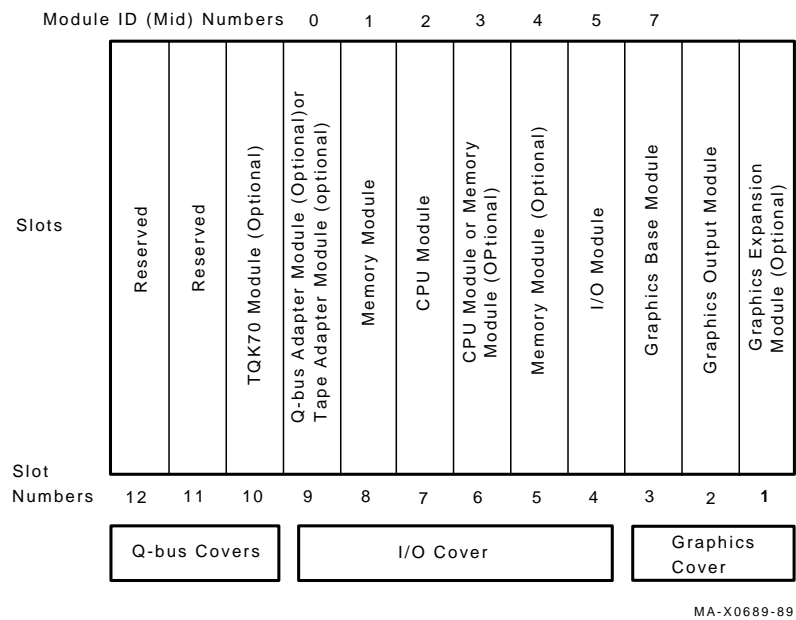 Module ID (Mid) Numbers 0 1 2 3 4 5 7
Slots
Reserved
Reserved
TQK70 Module (Optional)
Q-bus Adapter Module (Optional)or
Tape Adapter Module (optional)
Memory Module
CPU Module
CPU Module or Memory
Module (OPtional)
Memory Module (Optional)
I/O Module
Graphics Base Module
Graphics Output Module
Graphics Expansion
Module (Optional)
Slot
Numbers 12 11 10 9 8 7 6 5 4 3 2 1
Q-bus Covers
I/O Cover
Graphics
Cover
MA-X0689-89